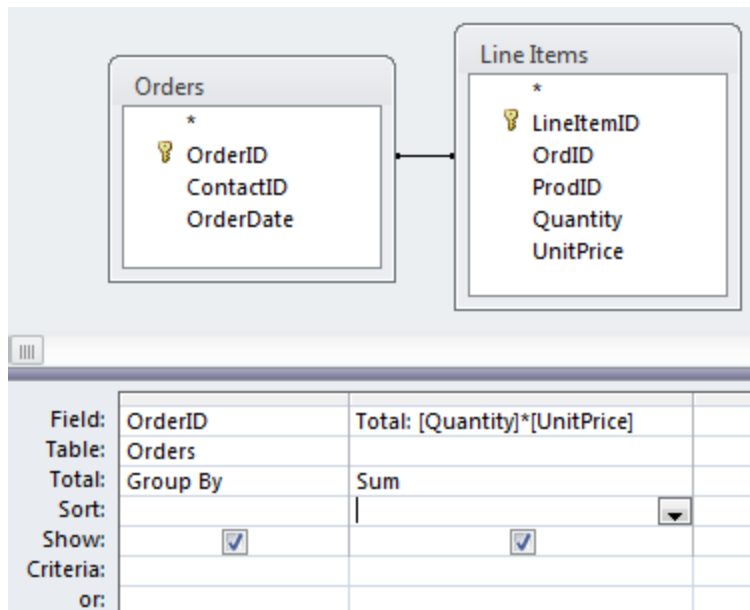 Orders
*
OrderID
ContactID
OrderDate
Line Items
*
LineItemID
OrdID
ProdID
Quantity
UnitPrice
Field: OrderID Total: [Quantity]*[UnitPrice]
Table: Orders
Total: Group By Sum
Sort:
Show:
Criteria:
or: